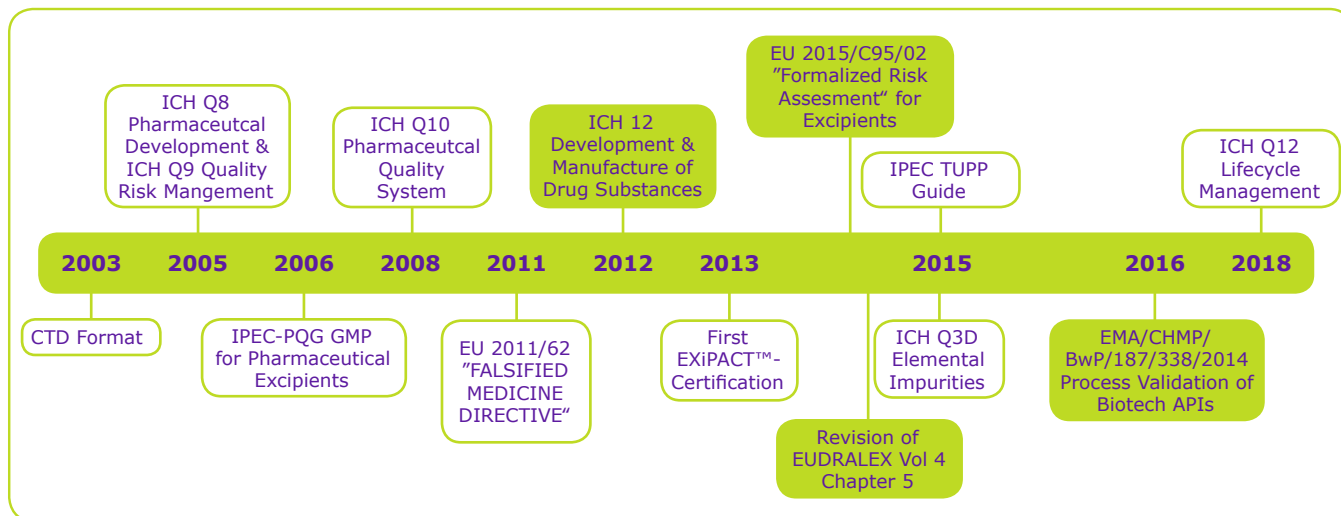 ICH Q8
Pharmaceutcal
Development &
ICH Q9 Quality
Risk Mangement
ICH Q10
Pharmaceutcal
Quality
System
ICH 12
Development &
Manufacture of
Drug Substances
EU 2015/C95/02
”Formalized Risk
Assesment“ for
Excipients
IPEC TUPP
Guide
ICH Q12
Lifecycle
Management
2003 2005 2006 2008 2011 2012 2013 2015 2016 2018
CTD Format
IPEC-PQG GMP
for Pharmaceutical
Excipients
EU 2011/62
”FALSIFIED
MEDICINE
DIRECTIVE“
First
EXiPACT™-
Certification
Revision of
EUDRALEX Vol 4
Chapter 5
ICH Q3D
Elemental
Impurities
EMA/CHMP/
BwP/187/338/2014
Process Validation of
Biotech APIs